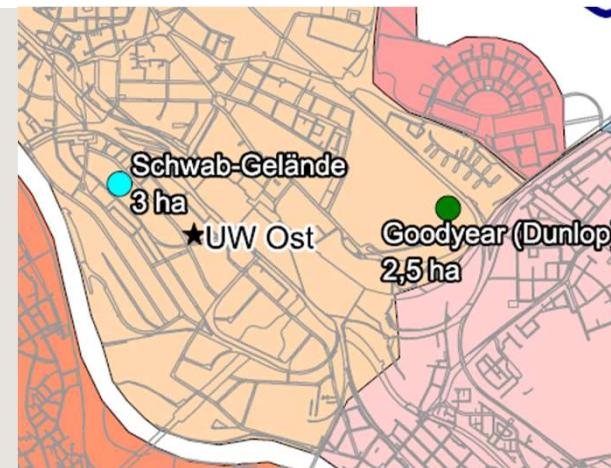 Schwab-Gelände
3 ha
UW Ost
Goodyear (Dunlop)
2,5 ha